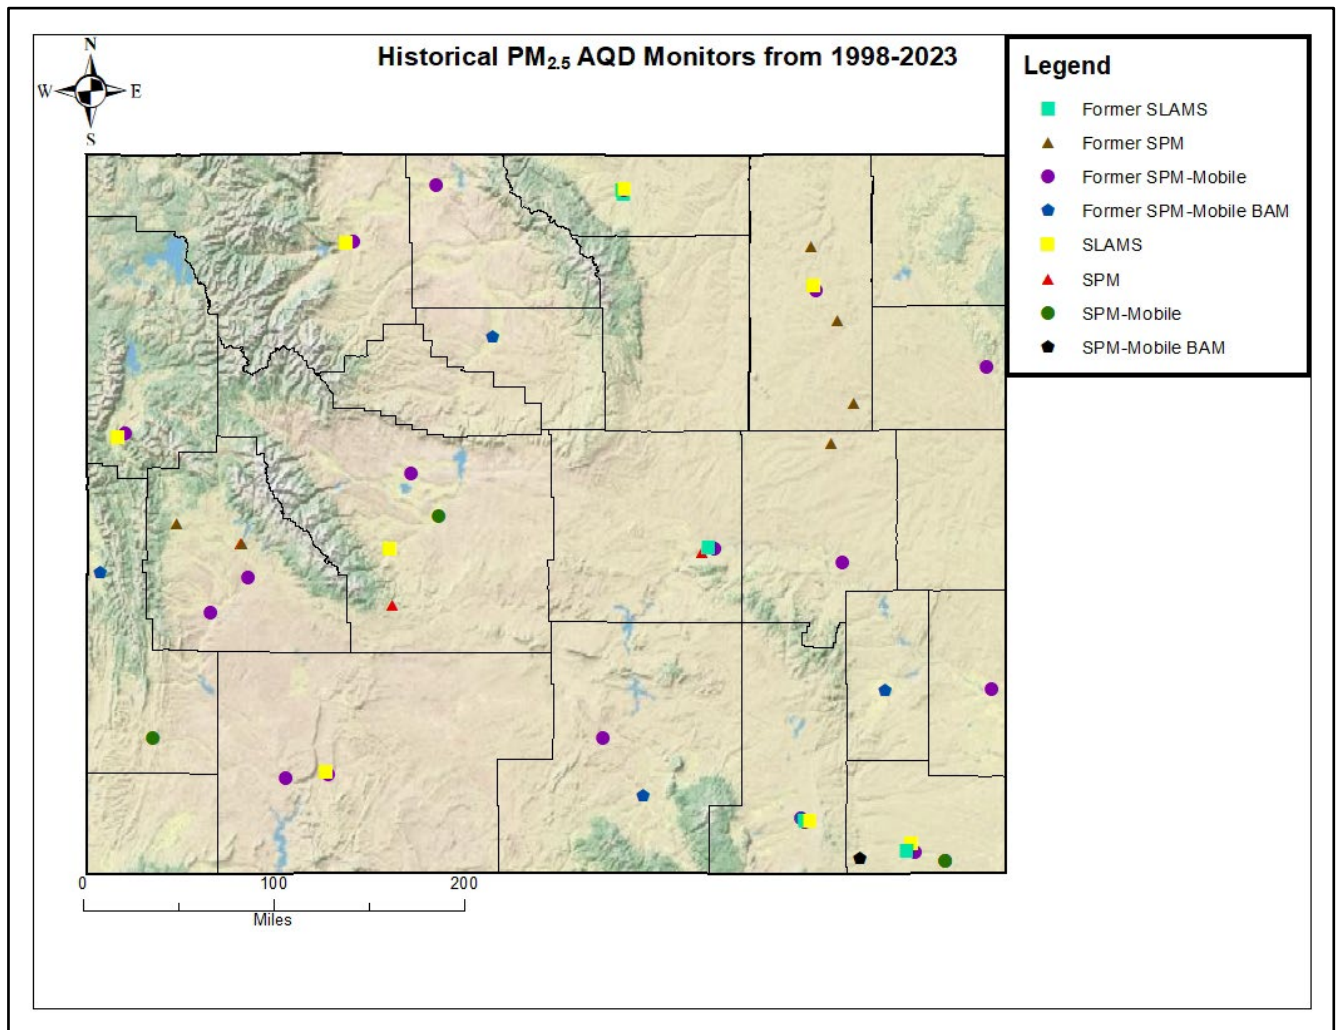 Historical PM2.5 AQD Monitors from 1998-2023
N
W E
S
Legend
Former SLAMS
Former SPM
Former SPM-Mobile
Former SPM-Mobile BAM
SLAMS
SPM
SPM-Mobile
SPM-Mobile BAM
0 100 200
Miles